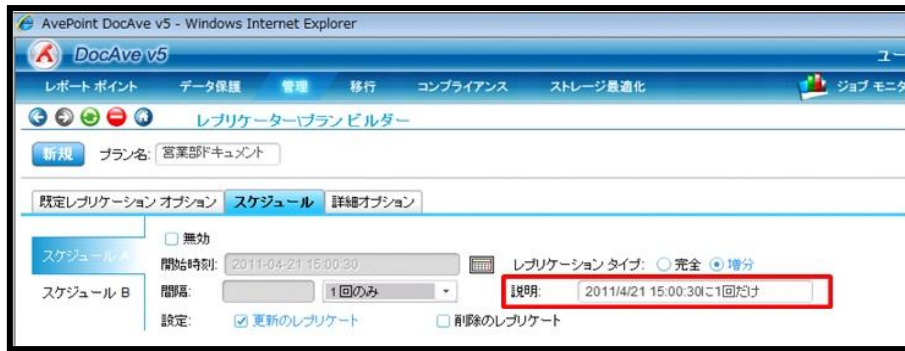 AvePoint DocAve v5 - Windows Internet Explorer
DocAve v5 ユー
レポート ポイント データ保護 管理 移行 コンプライアンス ストレージ最適化 ジョブ モニタ
レプリケーター\プラン ビルダー
新規 プラン名: 営業部ドキュメント
既定レプリケーション オプション スケジュール 詳細オプション
無効
スケジュール A 開始時刻: 2011-04-21 15:00:30 レプリケーション タイプ: 完全 増分
スケジュール B 間隔: 1回のみ 説明: 2011/4/21 15:00:30に1回だけ
設定: 更新のレプリケート 削除のレプリケート